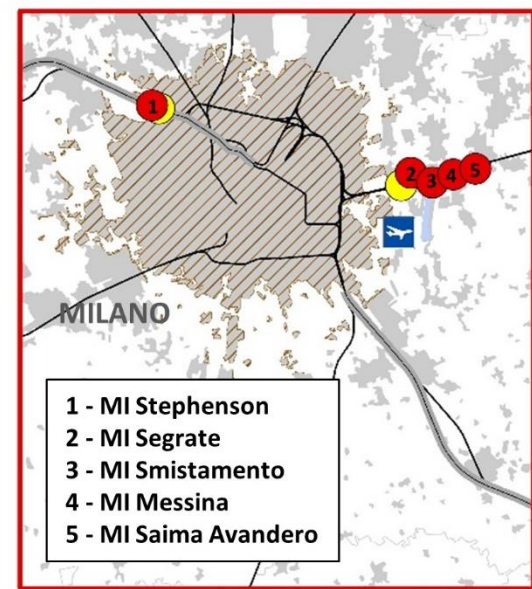 1
2
3
4
5
MILANO
1 - MI Stephenson
2 - MI Segrate
3 - MI Smistamento
4 - MI Messina
5 - MI Saima Avandero